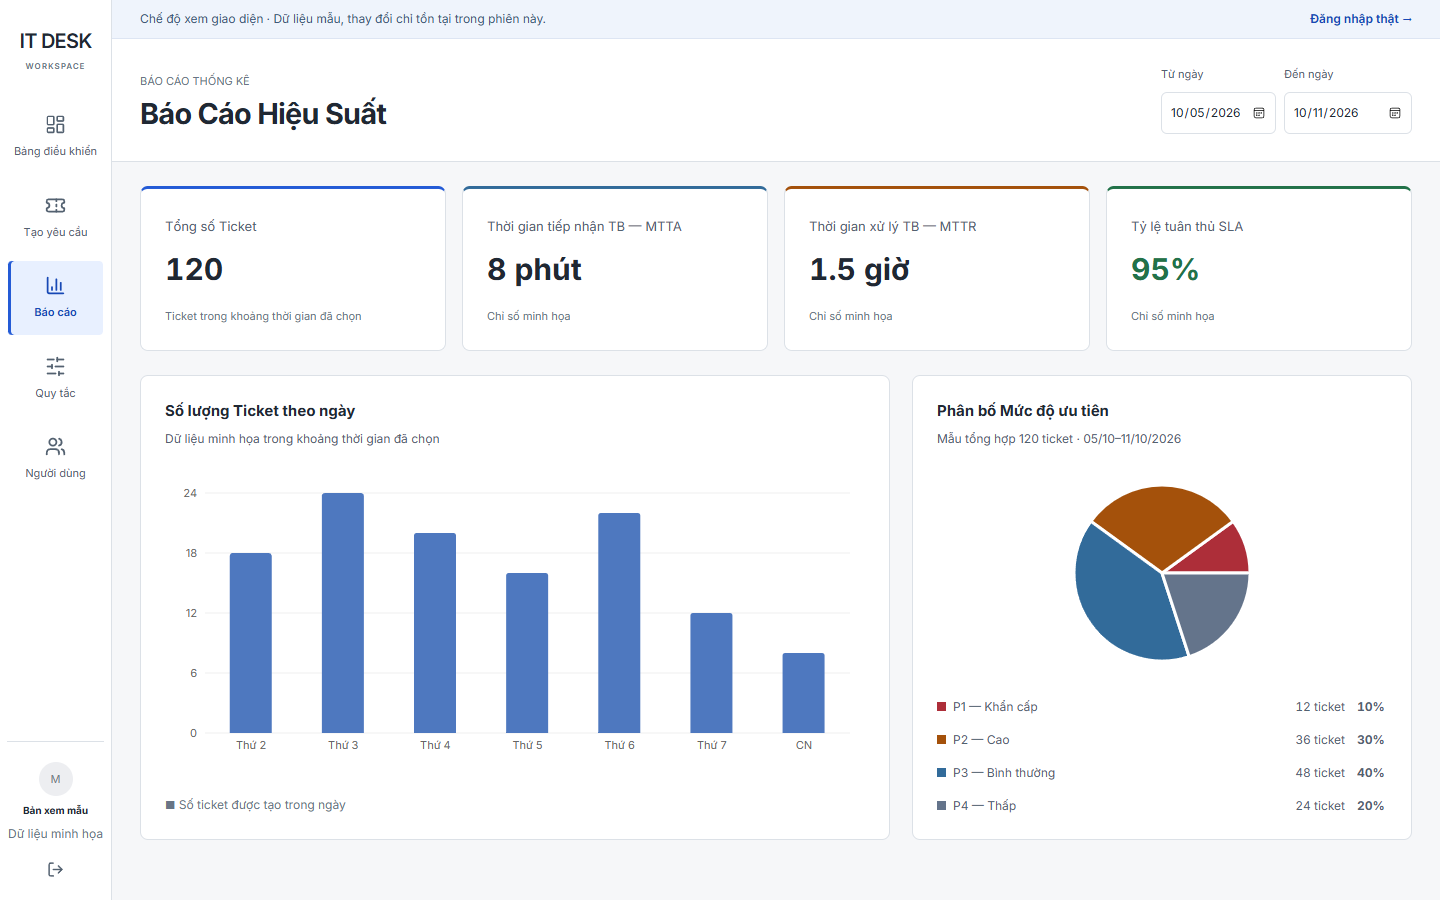 IT DESK
WORKSPACE
Bảng điều khiển
Tạo yêu cầu
Báo cáo
Quy tắc
Người dùng
M
Bản xem mẫu
Dữ liệu minh họa
Chế độ xem giao diện · Dữ liệu mẫu, thay đổi chỉ tồn tại trong phiên này.
Đăng nhập thật →
BÁO CÁO THỐNG KÊ
Báo Cáo Hiệu Suất
Từ ngày
Đến ngày
10/05/2026
10/11/2026
Tổng số Ticket
120
Ticket trong khoảng thời gian đã chọn
Thời gian tiếp nhận TB — MTTA
8 phút
Chỉ số minh họa
Thời gian xử lý TB — MTTR
1.5 giờ
Chỉ số minh họa
Tỷ lệ tuân thủ SLA
95%
Chỉ số minh họa
Số lượng Ticket theo ngày
Dữ liệu minh họa trong khoảng thời gian đã chọn
24
18
12
6
0
Thứ 2
Thứ 3
Thứ 4
Thứ 5
Thứ 6
Thứ 7
CN
Số ticket được tạo trong ngày
Phân bố Mức độ ưu tiên
Mẫu tổng hợp 120 ticket · 05/10–11/10/2026
P1 — Khẩn cấp 12 ticket 10%
P2 — Cao 36 ticket 30%
P3 — Bình thường 48 ticket 40%
P4 — Thấp 24 ticket 20%